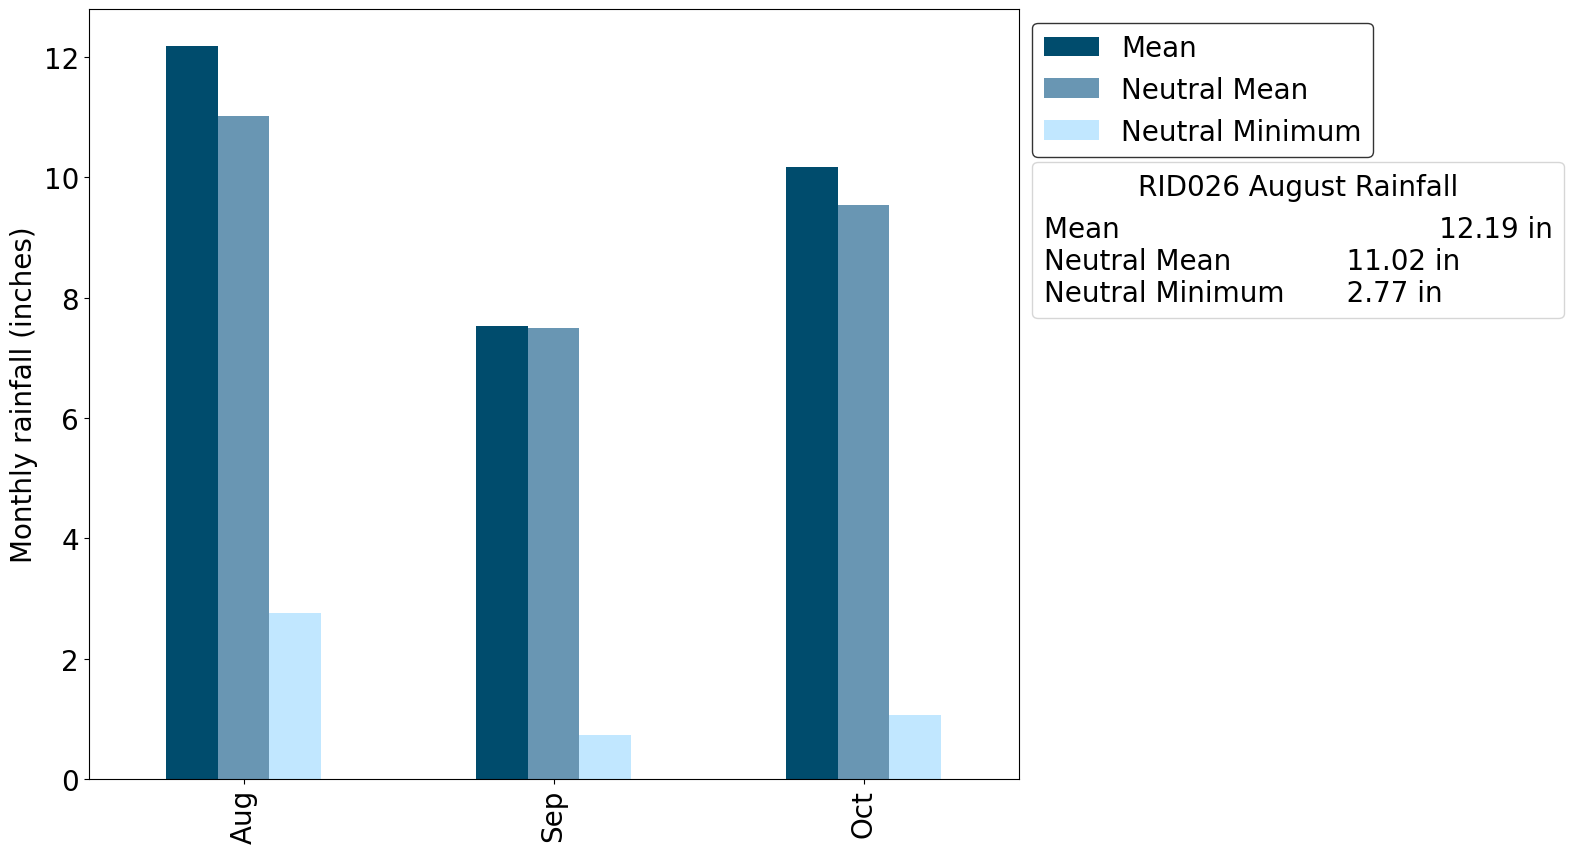 Monthly rainfall (inches)
12
10
8
6
4
2
0
Aug
Sep
Oct
Mean
Neutral Mean
Neutral Minimum
RID026 August Rainfall
Mean 12.19 in
Neutral Mean 11.02 in
Neutral Minimum 2.77 in